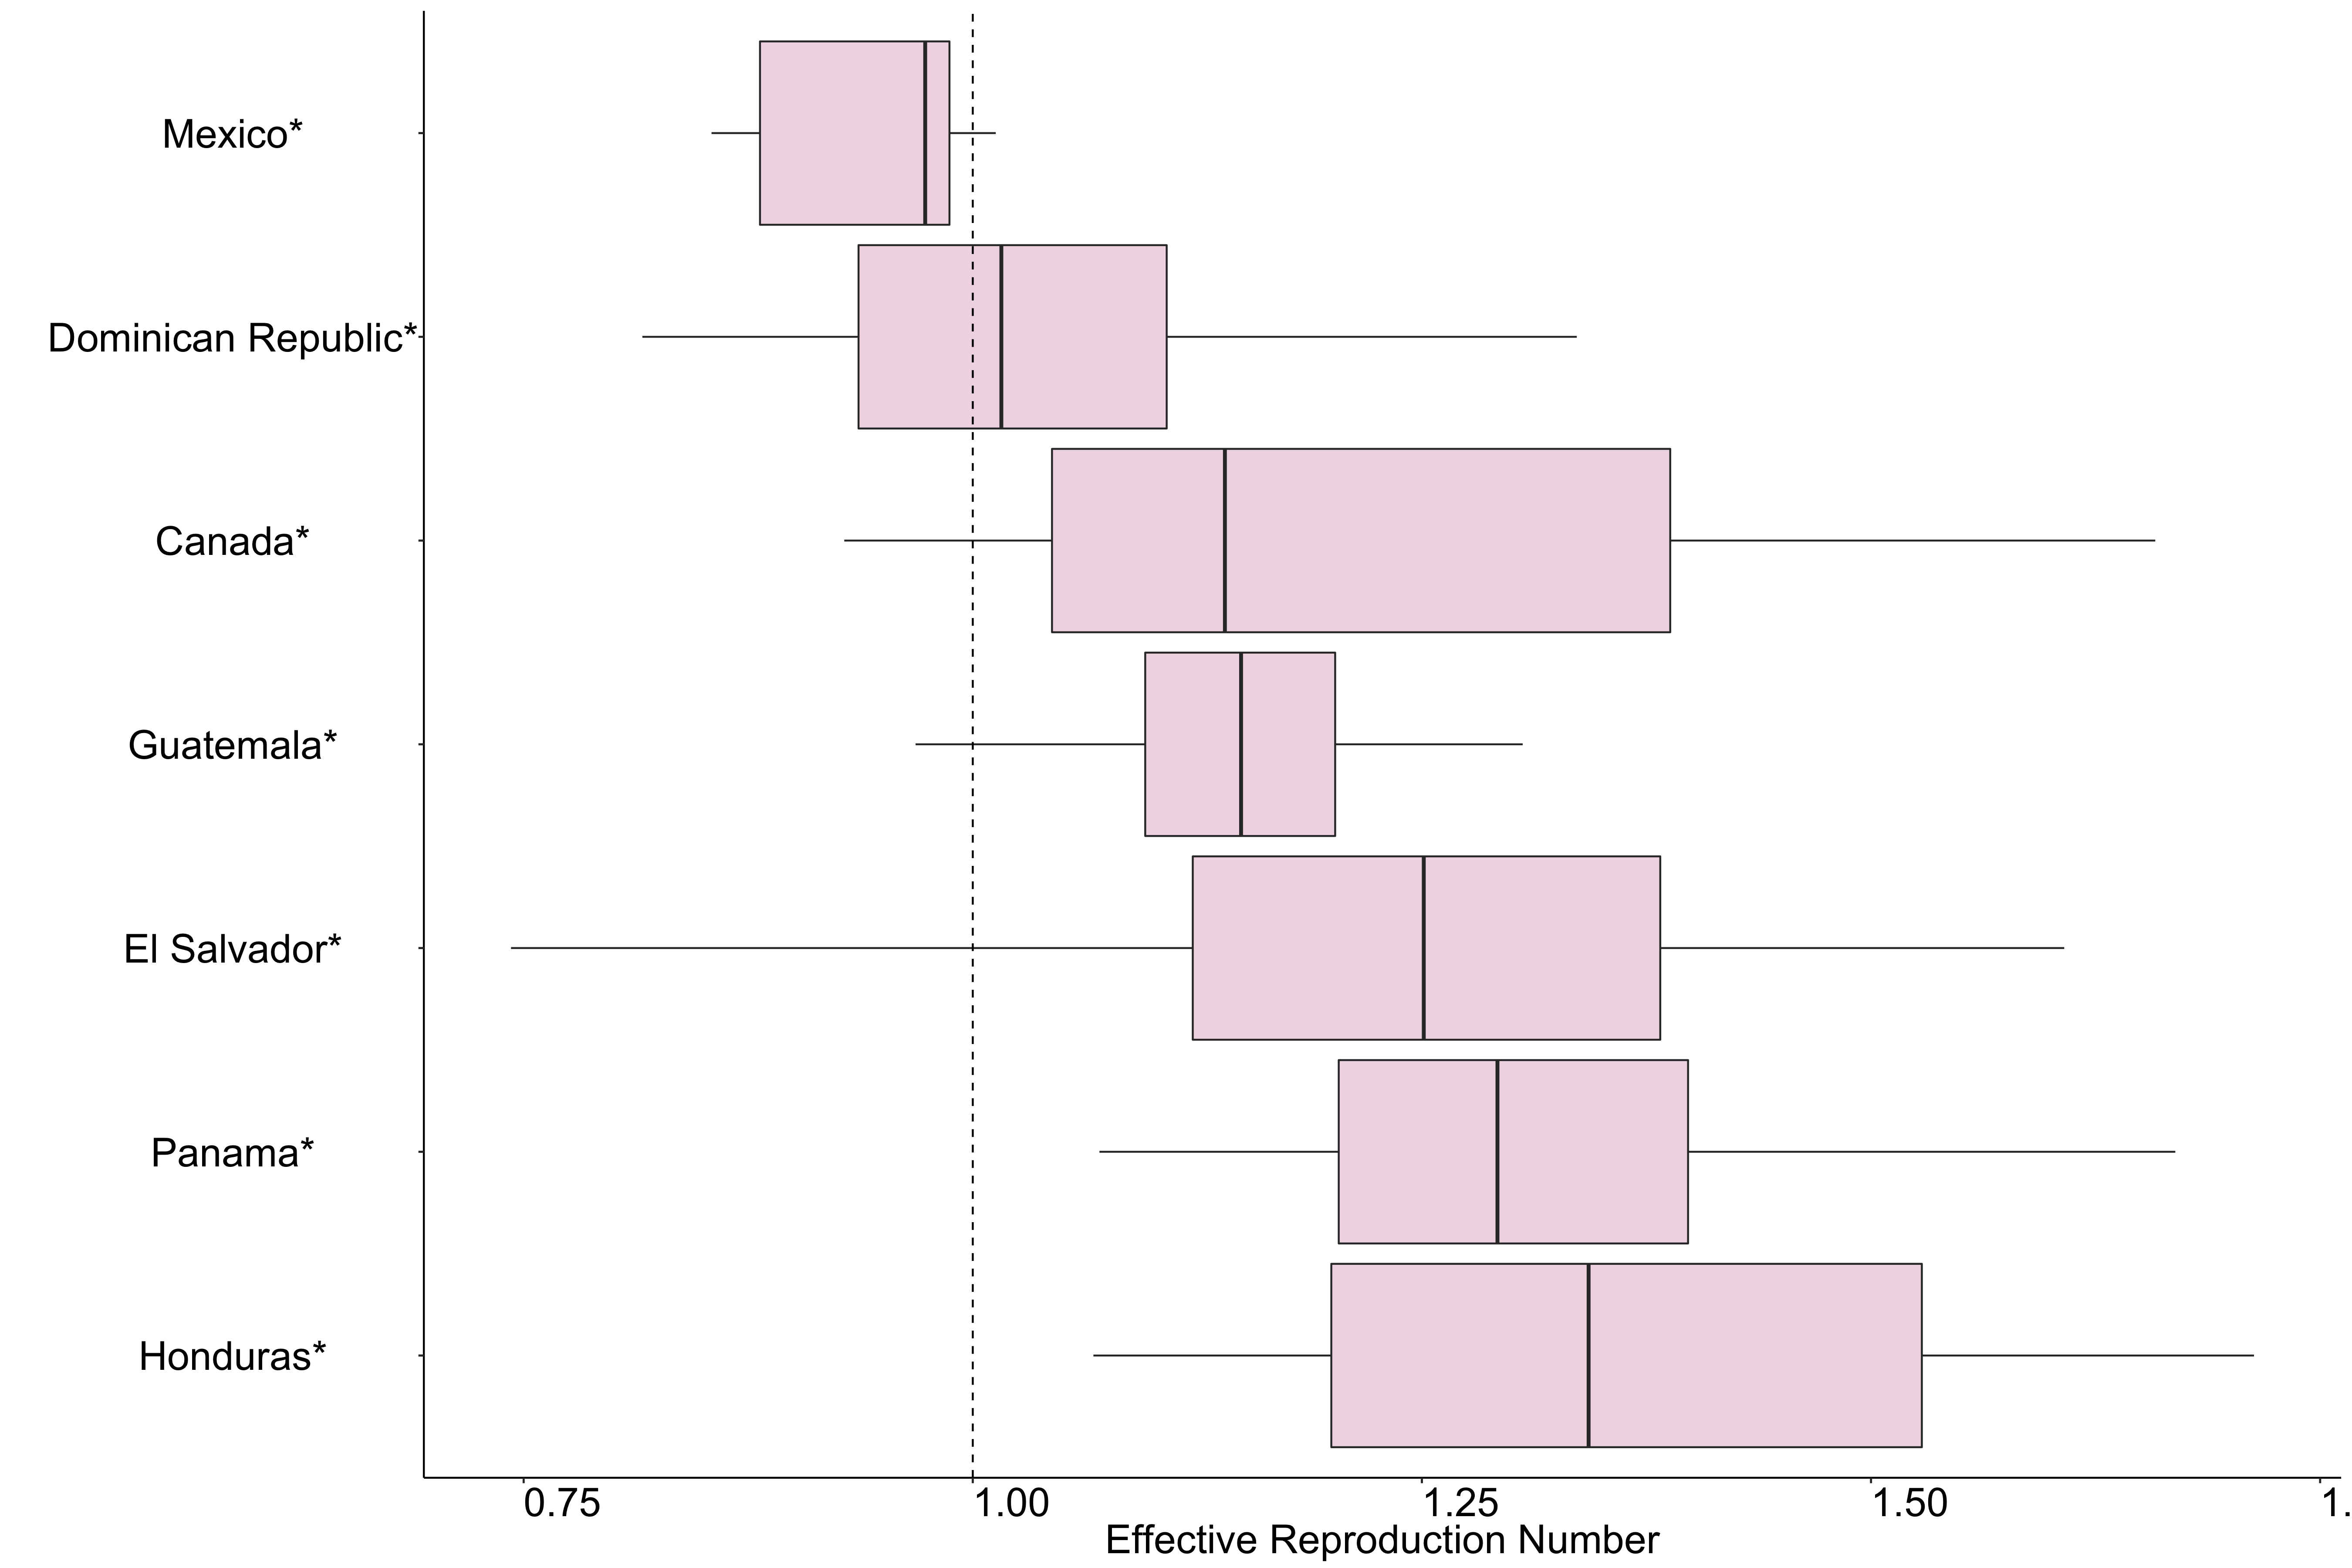 Mexico*
Dominican Republic*
Canada*
Guatemala*
El Salvador*
Panama*
Honduras*
0.75 1.00 1.25 1.50 1.
Effective Reproduction Number